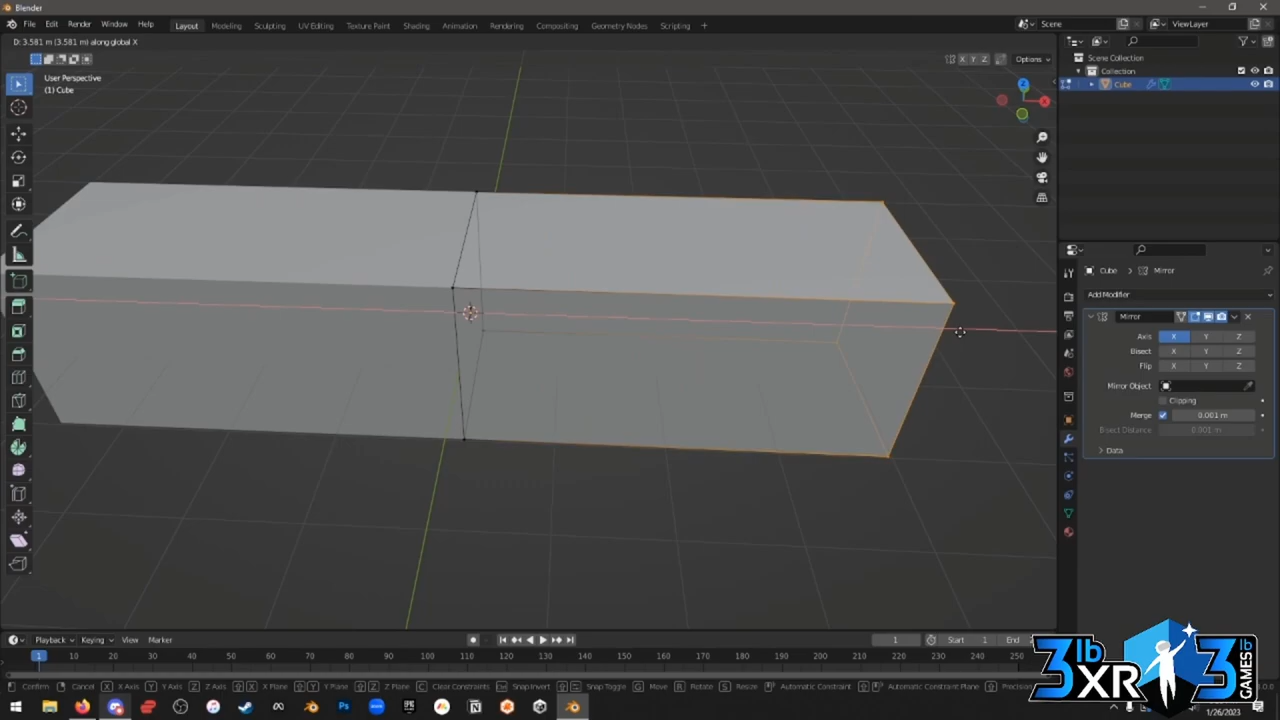 Blender
File Edit Render Window Help Layout Modeling Sculpting UV Editing Texture Paint Shading Animation Rendering Compositing Geometry Nodes Scripting + Scene ViewLayer
D: 3.581 m (3.581 m) along global X
X Y Z Options
User Perspective
(1) Cube
Z
X
Scene Collection
Collection
Cube
Cube > Mirror
Add Modifier
Mirror
Axis X Y Z
Bisect X Y Z
Flip X Y Z
Mirror Object
Clipping
Merge 0.001 m
Bisect Distance 0.001 m
Data
Playback Keying View Marker 1 Start 1 End
1 10 20 30 40 50 60 70 80 90 100 110 120 130 140 150 160 170 180 190 200 210 220 230 240 250
Confirm Cancel X X Axis Y Y Axis Z Z Axis X X Plane Y Y Plane Z Z Plane C Clear Constraints Snap Invert Snap Toggle G Move R Rotate S Resize Automatic Constraint Automatic Constraint Plane Precision
3lb XR
3lb GAMES
1/26/2023